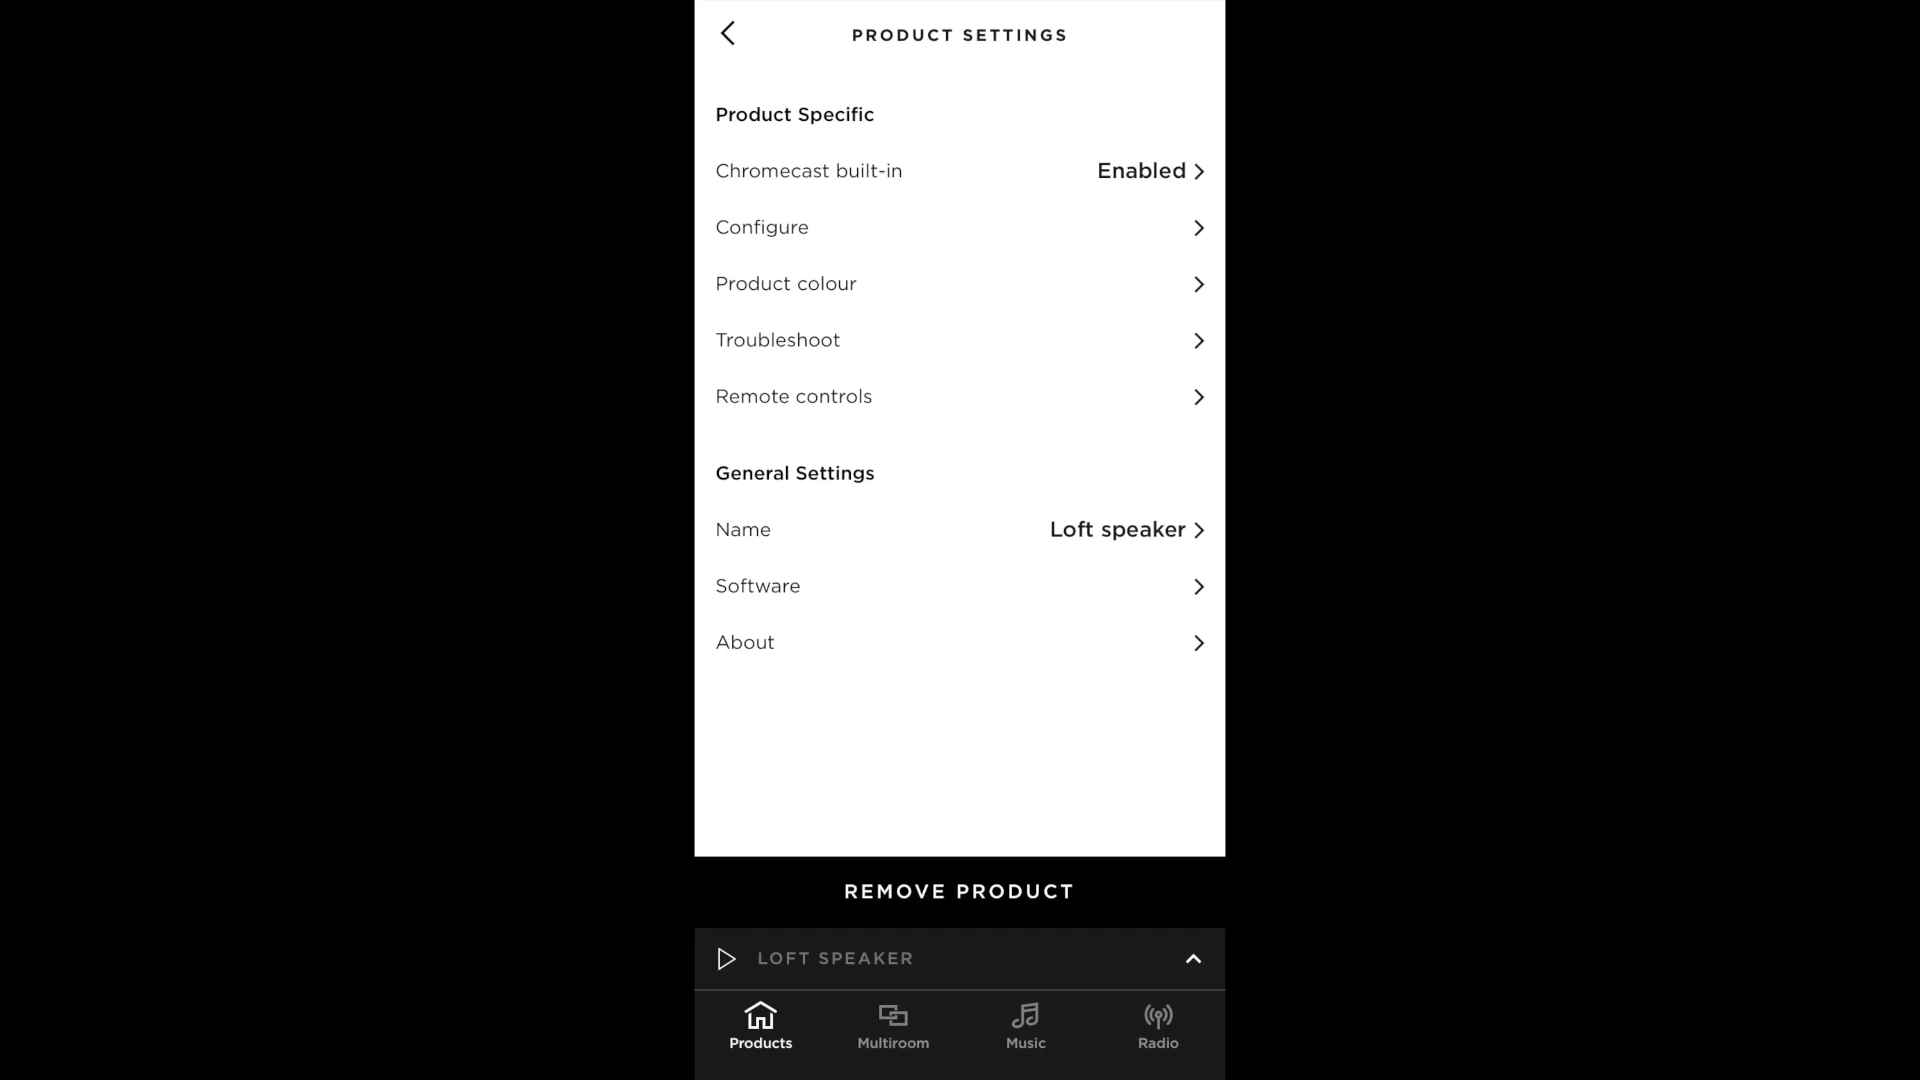 PRODUCT SETTINGS
Product Specific
Chromecast built-in Enabled
Configure
Product colour
Troubleshoot
Remote controls
General Settings
Name Loft speaker
Software
About
REMOVE PRODUCT
LOFT SPEAKER
Products Multiroom Music Radio